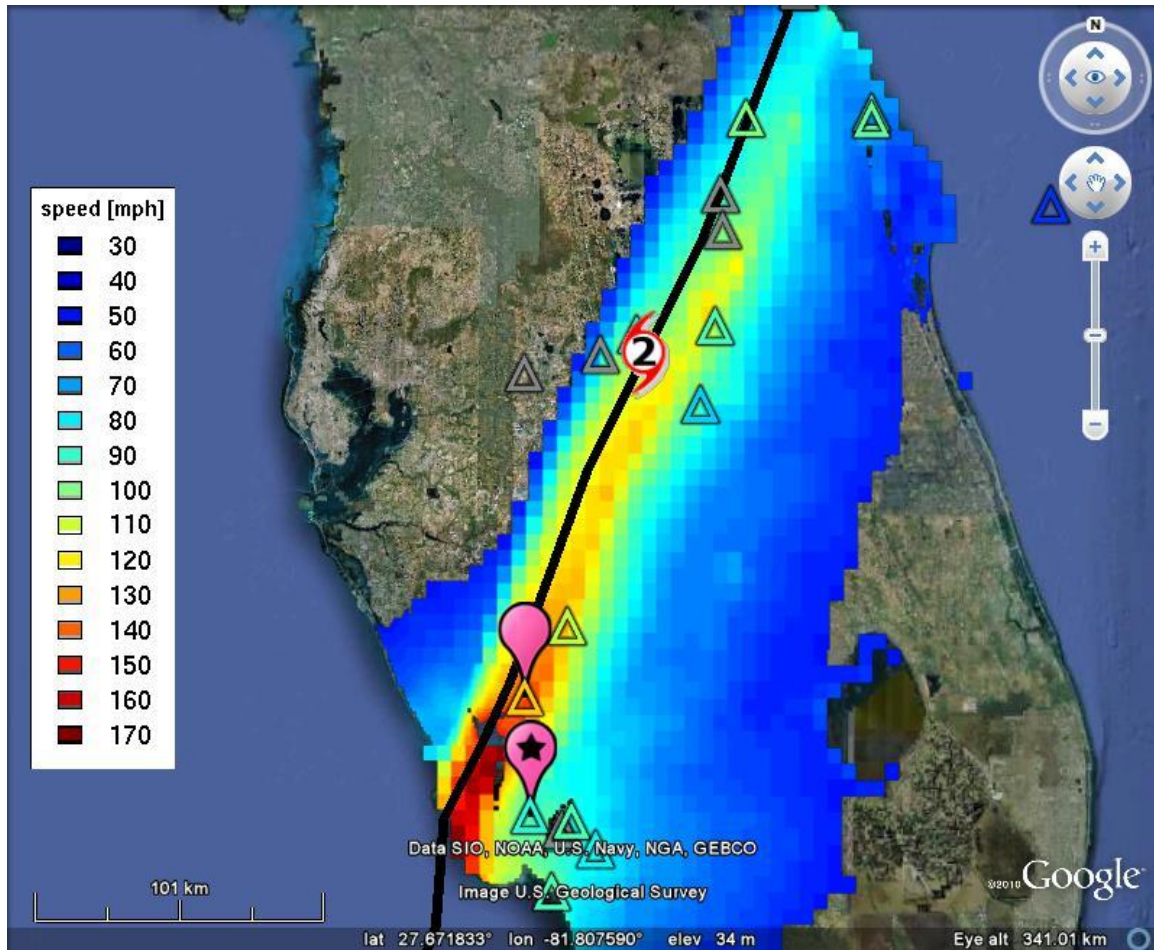 N
speed [mph]
30
40
50
60
70
80
90
100
110
120
130
140
150
160
170
2
Data SIO, NOAA, U.S. Navy, NGA, GEBCO
Image U.S. Geological Survey
©2010 Google
101 km
lat 27.671833° lon -81.807590° elev 34 m
Eye alt 341.01 km